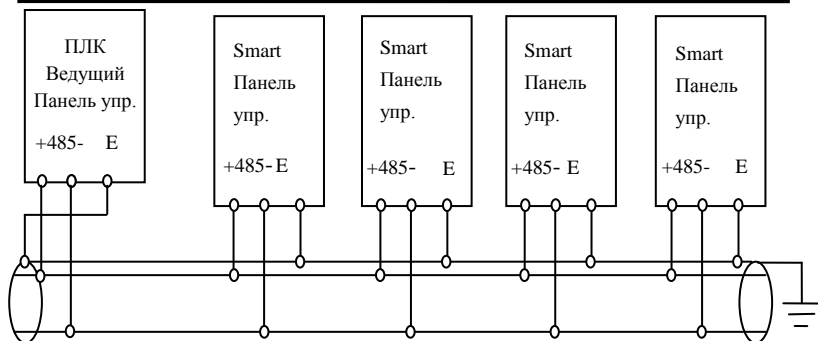 ПЛК
Ведущий
Панель упр.
+485- E
Smart
Панель
упр.
+485- E
Smart
Панель
упр.
+485- E
Smart
Панель
упр.
+485- E
Smart
Панель
упр.
+485- E